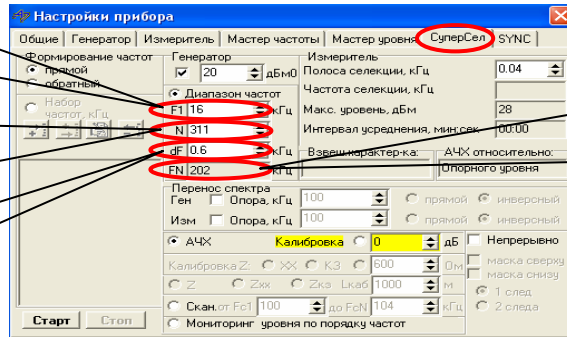 Настройки прибора
Общие Генератор Измеритель Мастер частоты Мастер уровня СуперСел SYNC
Формирование частот
прямой
обратный
Набор частот, кГц
Генератор
20 дБм0
Диапазон частот
F1 16 кГц
N 311
dF 0.6 кГц
FN 202 кГц
Измеритель
Полоса селекции, кГц 0.04
Частота селекции, кГц
Макс. уровень, дБм 28
Интервал усреднения, мин:сек 00:00
Взвеш.характер-ка: АЧХ относительно:
Опорного уровня
Перенос спектра
Ген Опора, кГц 100 прямой инверсный
Изм Опора, кГц 100 прямой инверсный
АЧХ Калибровка 0 дБ Непрерывно
Калибровка Z: XX КЗ 600 Ом маска сверху
маска снизу
Z Zxx Zкз Lкаб 1000 м 1 след
Скан.от Fc1 100 до FcN 104 кГц 2 следа
Мониторинг уровня по порядку частот
Старт Стоп